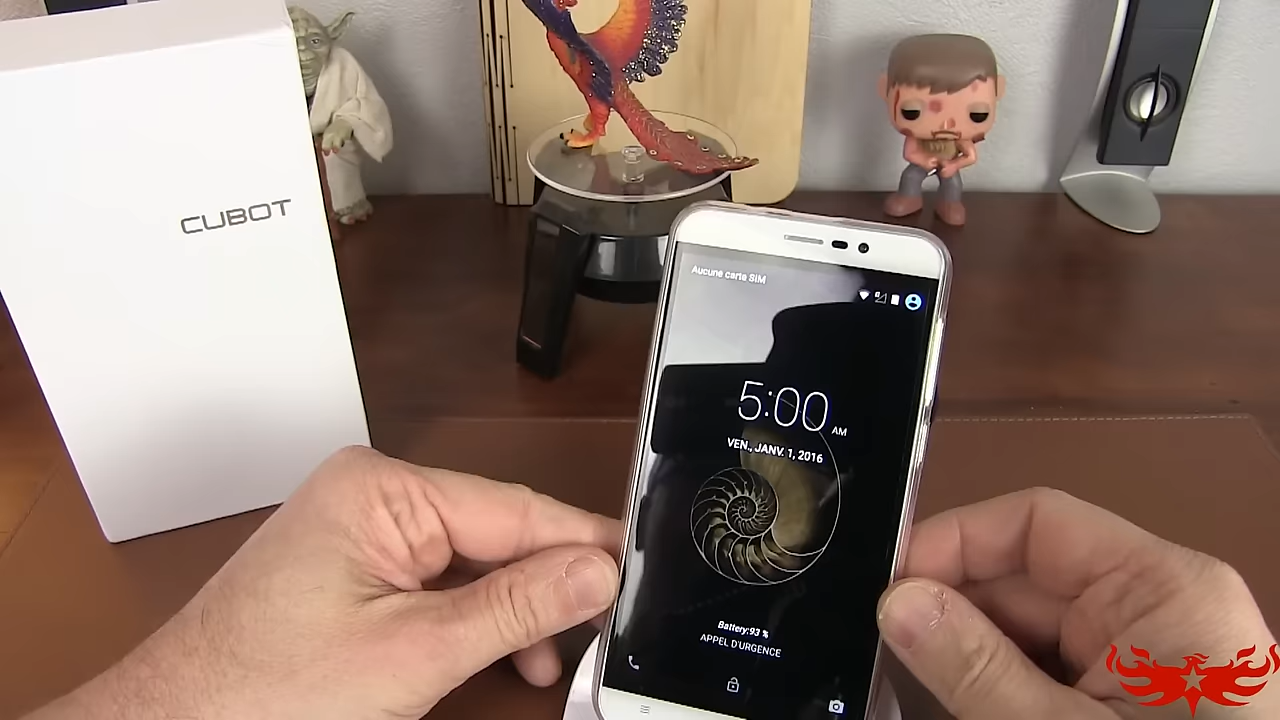 CUBOT
Aucune carte SIM
5:00 AM
VEN., JANV. 1, 2016
Battery:93 %
APPEL D'URGENCE